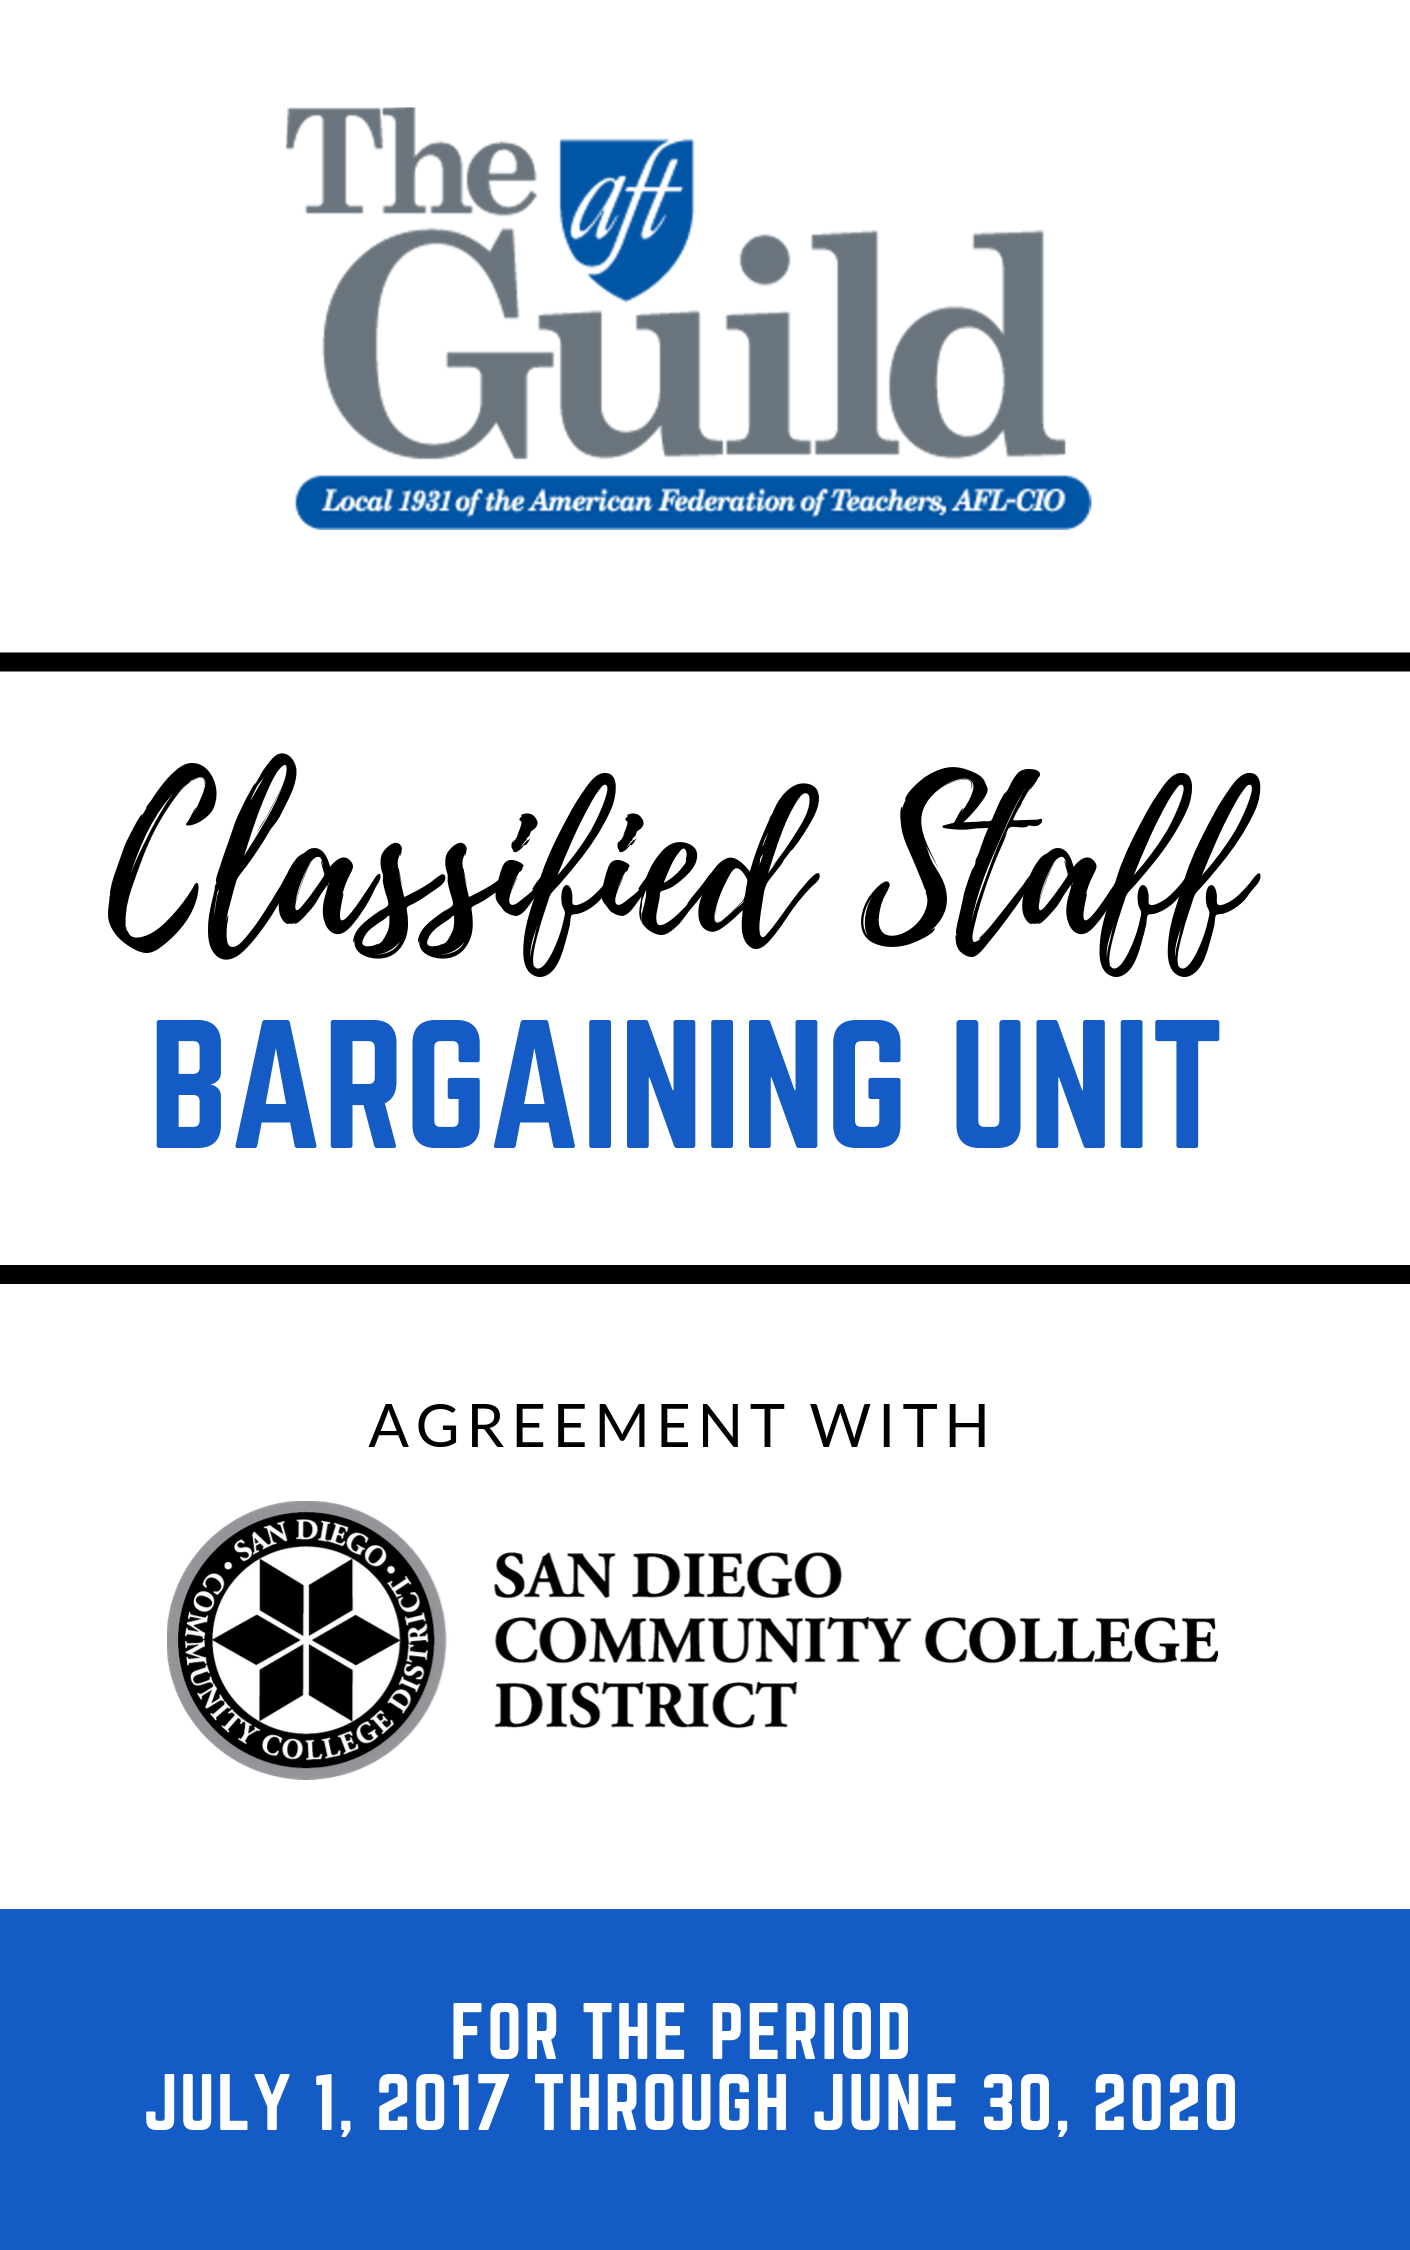 The
aft
Guild
Local 1931 of the American Federation of Teachers, AFL-CIO
Classified Staff
BARGAINING UNIT
AGREEMENT WITH
SAN DIEGO
COMMUNITY COLLEGE
DISTRICT
• SAN DIEGO • COMMUNITY COLLEGE DISTRICT
FOR THE PERIOD
JULY 1, 2017 THROUGH JUNE 30, 2020